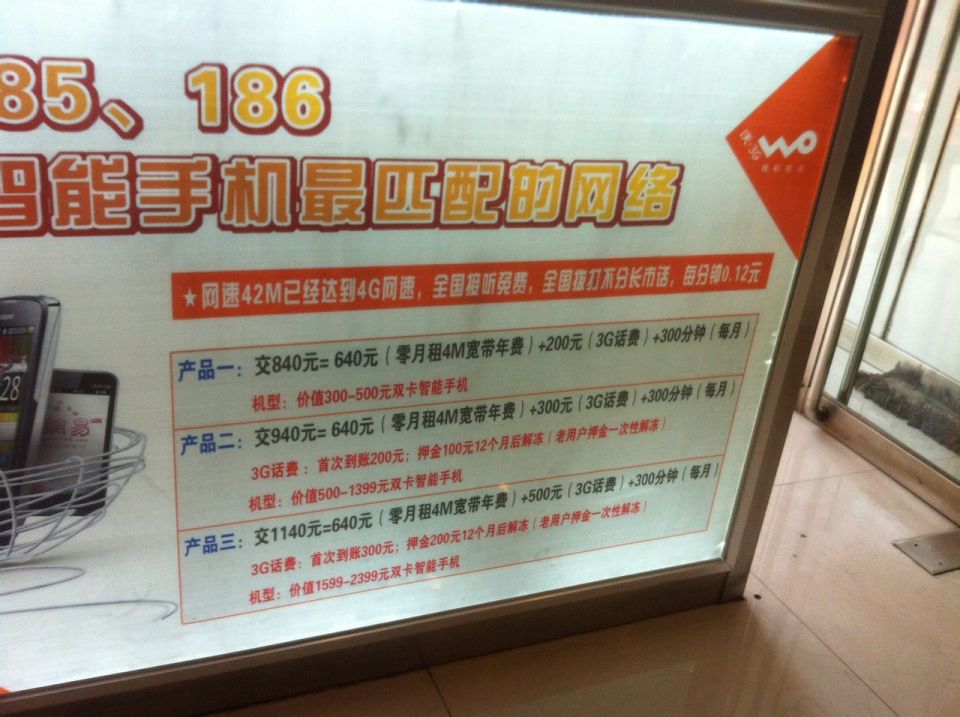 85、186
智能手机最匹配的网络
沃·3G
精彩在沃
★网速42M已经达到4G网速，全国接听免费，全国拨打不分长市话，每分钟0.12元
产品一：交840元=640元（零月租4M宽带年费）+200元（3G话费）+300分钟（每月）
机型：价值300-500元双卡智能手机
产品二：交940元=640元（零月租4M宽带年费）+300元（3G话费）+300分钟（每月）
3G话费：首次到账200元；押金100元12个月后解冻（老用户押金一次性解冻）
机型：价值500-1399元双卡智能手机
产品三：交1140元=640元（零月租4M宽带年费）+500元（3G话费）+300分钟（每月）
3G话费：首次到账300元；押金200元12个月后解冻（老用户押金一次性解冻）
机型：价值1599-2399元双卡智能手机